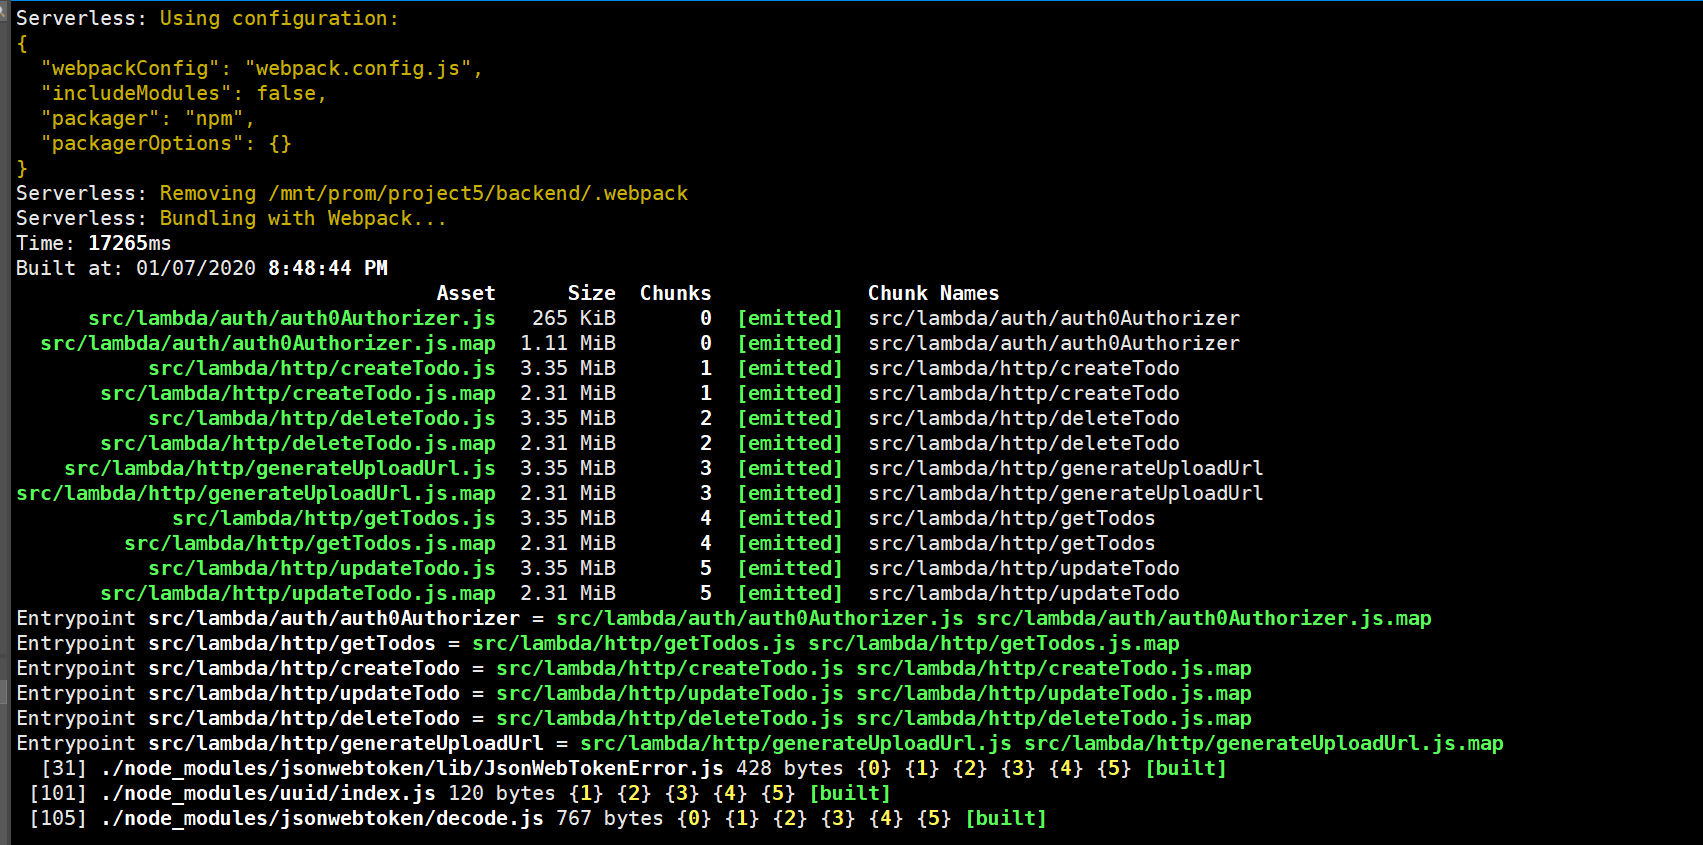 Serverless: Using configuration:
{
  "webpackConfig": "webpack.config.js",
  "includeModules": false,
  "packager": "npm",
  "packagerOptions": {}
}
Serverless: Removing /mnt/prom/project5/backend/.webpack
Serverless: Bundling with Webpack...
Time: 17265ms
Built at: 01/07/2020 8:48:44 PM
                                   Asset      Size  Chunks             Chunk Names
      src/lambda/auth/auth0Authorizer.js   265 KiB       0  [emitted]  src/lambda/auth/auth0Authorizer
  src/lambda/auth/auth0Authorizer.js.map  1.11 MiB       0  [emitted]  src/lambda/auth/auth0Authorizer
           src/lambda/http/createTodo.js  3.35 MiB       1  [emitted]  src/lambda/http/createTodo
       src/lambda/http/createTodo.js.map  2.31 MiB       1  [emitted]  src/lambda/http/createTodo
           src/lambda/http/deleteTodo.js  3.35 MiB       2  [emitted]  src/lambda/http/deleteTodo
       src/lambda/http/deleteTodo.js.map  2.31 MiB       2  [emitted]  src/lambda/http/deleteTodo
    src/lambda/http/generateUploadUrl.js  3.35 MiB       3  [emitted]  src/lambda/http/generateUploadUrl
src/lambda/http/generateUploadUrl.js.map  2.31 MiB       3  [emitted]  src/lambda/http/generateUploadUrl
             src/lambda/http/getTodos.js  3.35 MiB       4  [emitted]  src/lambda/http/getTodos
         src/lambda/http/getTodos.js.map  2.31 MiB       4  [emitted]  src/lambda/http/getTodos
           src/lambda/http/updateTodo.js  3.35 MiB       5  [emitted]  src/lambda/http/updateTodo
       src/lambda/http/updateTodo.js.map  2.31 MiB       5  [emitted]  src/lambda/http/updateTodo
Entrypoint src/lambda/auth/auth0Authorizer = src/lambda/auth/auth0Authorizer.js src/lambda/auth/auth0Authorizer.js.map
Entrypoint src/lambda/http/getTodos = src/lambda/http/getTodos.js src/lambda/http/getTodos.js.map
Entrypoint src/lambda/http/createTodo = src/lambda/http/createTodo.js src/lambda/http/createTodo.js.map
Entrypoint src/lambda/http/updateTodo = src/lambda/http/updateTodo.js src/lambda/http/updateTodo.js.map
Entrypoint src/lambda/http/deleteTodo = src/lambda/http/deleteTodo.js src/lambda/http/deleteTodo.js.map
Entrypoint src/lambda/http/generateUploadUrl = src/lambda/http/generateUploadUrl.js src/lambda/http/generateUploadUrl.js.map
  [31] ./node_modules/jsonwebtoken/lib/JsonWebTokenError.js 428 bytes {0} {1} {2} {3} {4} {5} [built]
 [101] ./node_modules/uuid/index.js 120 bytes {1} {2} {3} {4} {5} [built]
 [105] ./node_modules/jsonwebtoken/decode.js 767 bytes {0} {1} {2} {3} {4} {5} [built]